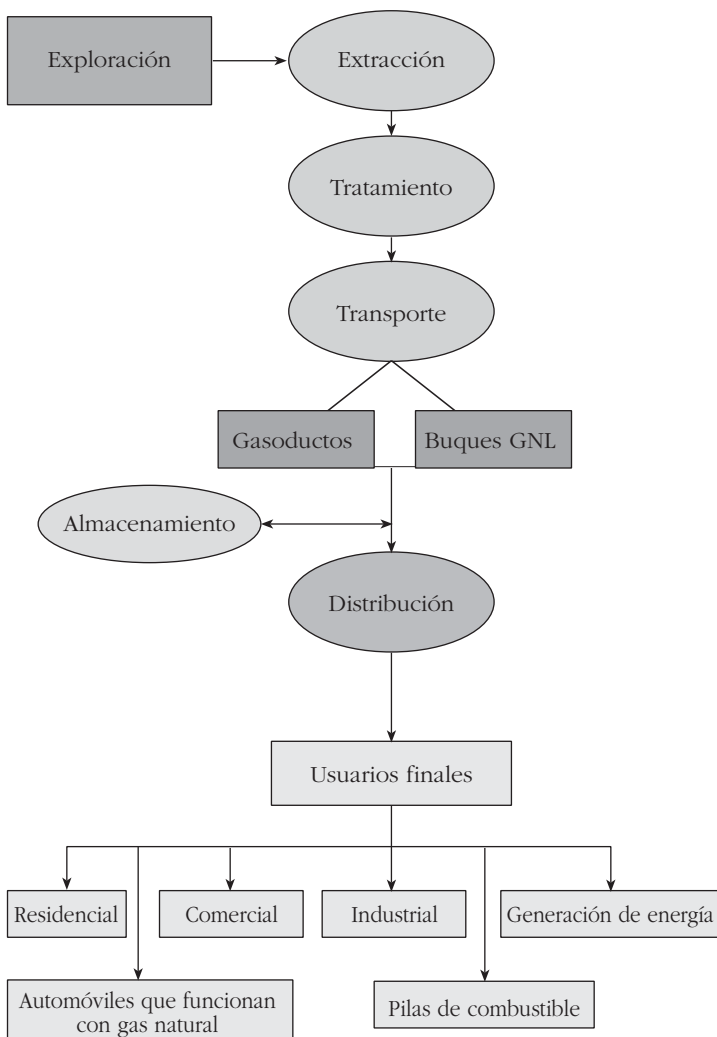 Exploración
Extracción
Tratamiento
Transporte
Gasoductos
Buques GNL
Almacenamiento
Distribución
Usuarios finales
Residencial
Comercial
Industrial
Generación de energía
Automóviles que funcionan
con gas natural
Pilas de combustible